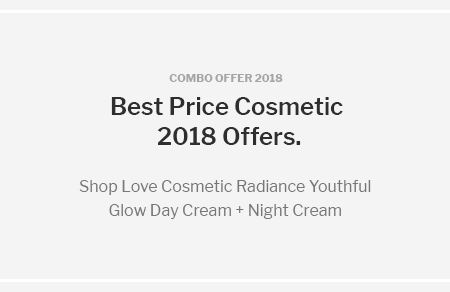 COMBO OFFER 2018
Best Price Cosmetic
2018 Offers.
Shop Love Cosmetic Radiance Youthful
Glow Day Cream + Night Cream